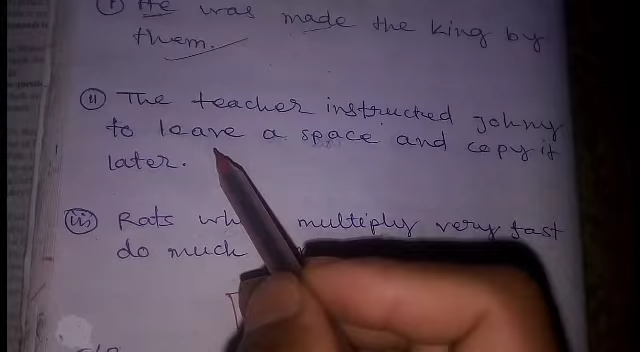 (i) He was made the king by
them.
(ii) The teacher instructed Johny
to leave a space and copy it
later.
(iii) Rats multiply very fast
do much